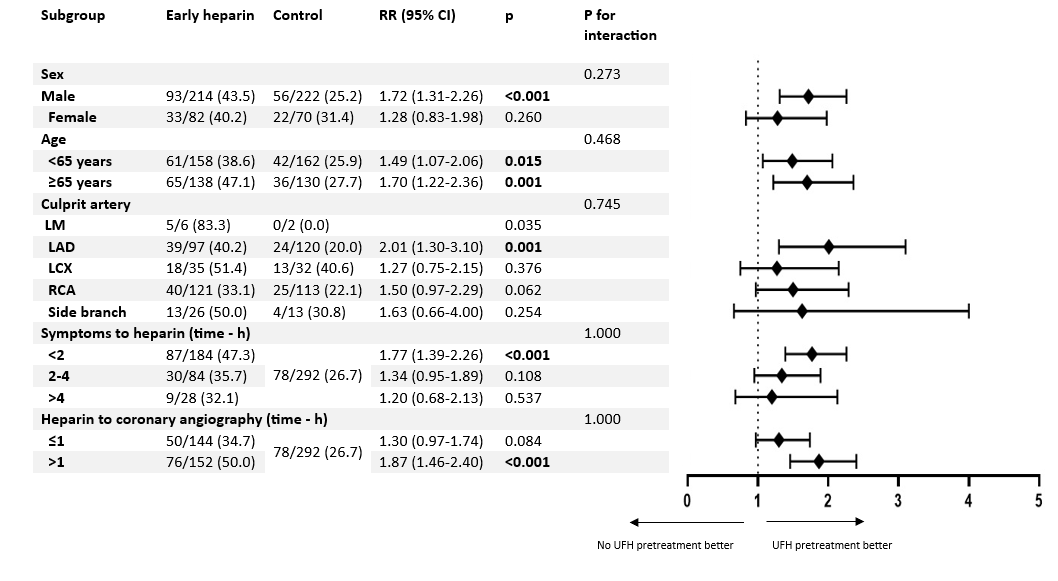 Subgroup Early heparin Control RR (95% CI) p P for
interaction
Sex 0.273
Male 93/214 (43.5) 56/222 (25.2) 1.72 (1.31-2.26) <0.001
Female 33/82 (40.2) 22/70 (31.4) 1.28 (0.83-1.98) 0.260
Age 0.468
<65 years 61/158 (38.6) 42/162 (25.9) 1.49 (1.07-2.06) 0.015
≥65 years 65/138 (47.1) 36/130 (27.7) 1.70 (1.22-2.36) 0.001
Culprit artery 0.745
LM 5/6 (83.3) 0/2 (0.0) 0.035
LAD 39/97 (40.2) 24/120 (20.0) 2.01 (1.30-3.10) 0.001
LCX 18/35 (51.4) 13/32 (40.6) 1.27 (0.75-2.15) 0.376
RCA 40/121 (33.1) 25/113 (22.1) 1.50 (0.97-2.29) 0.062
Side branch 13/26 (50.0) 4/13 (30.8) 1.63 (0.66-4.00) 0.254
Symptoms to heparin (time - h) 1.000
<2 87/184 (47.3) 1.77 (1.39-2.26) <0.001
2-4 30/84 (35.7) 78/292 (26.7) 1.34 (0.95-1.89) 0.108
>4 9/28 (32.1) 1.20 (0.68-2.13) 0.537
Heparin to coronary angiography (time - h) 1.000
≤1 50/144 (34.7) 78/292 (26.7) 1.30 (0.97-1.74) 0.084
>1 76/152 (50.0) 1.87 (1.46-2.40) <0.001
0 1 2 3 4 5
No UFH pretreatment better UFH pretreatment better